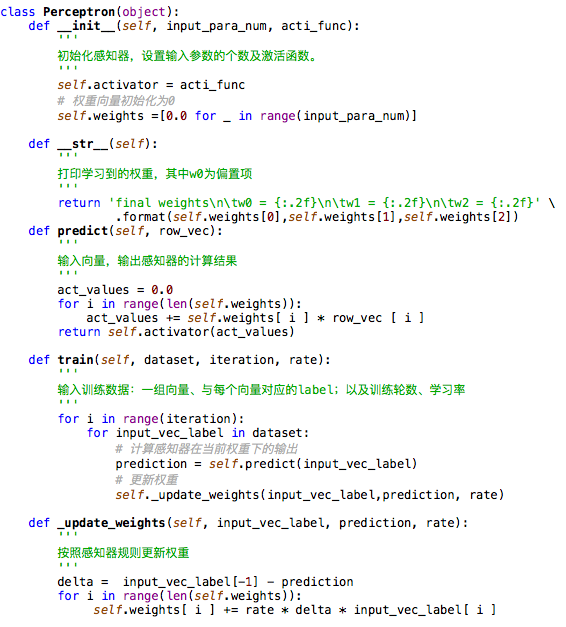 class Perceptron(object):
    def __init__(self, input_para_num, acti_func):
        '''
        初始化感知器，设置输入参数的个数及激活函数。
        '''
        self.activator = acti_func
        # 权重向量初始化为0
        self.weights =[0.0 for _ in range(input_para_num)]

    def __str__(self):
        '''
        打印学习到的权重，其中w0为偏置项
        '''
        return 'final weights\n\tw0 = {:.2f}\n\tw1 = {:.2f}\n\tw2 = {:.2f}' \
                .format(self.weights[0],self.weights[1],self.weights[2])
    def predict(self, row_vec):
        '''
        输入向量，输出感知器的计算结果
        '''
        act_values = 0.0
        for i in range(len(self.weights)):
            act_values += self.weights[ i ] * row_vec [ i ]
        return self.activator(act_values)

    def train(self, dataset, iteration, rate):
        '''
        输入训练数据：一组向量、与每个向量对应的label；以及训练轮数、学习率
        '''
        for i in range(iteration):
            for input_vec_label in dataset:
                # 计算感知器在当前权重下的输出
                prediction = self.predict(input_vec_label)
                # 更新权重
                self._update_weights(input_vec_label,prediction, rate)

    def _update_weights(self, input_vec_label, prediction, rate):
        '''
        按照感知器规则更新权重
        '''
        delta =  input_vec_label[-1] - prediction
        for i in range(len(self.weights)):
             self.weights[ i ] += rate * delta * input_vec_label[ i ]